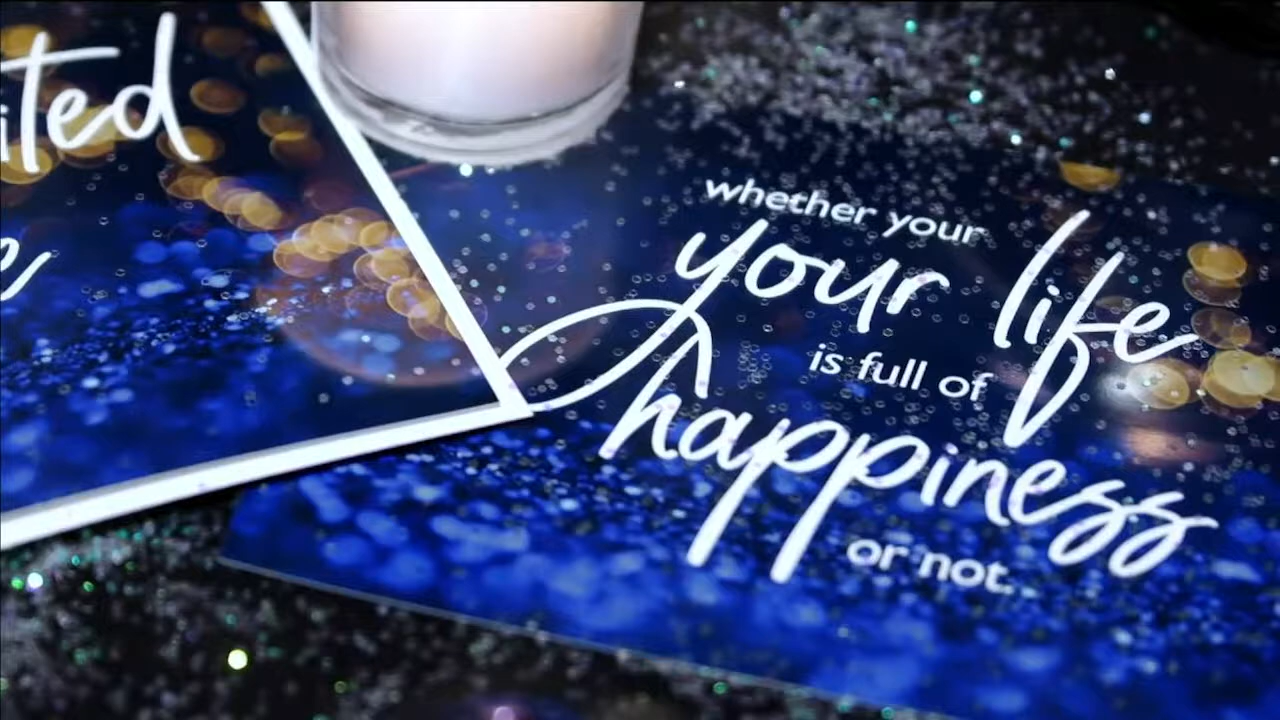 ited
e
whether your
your life
is full of
happiness
or not.